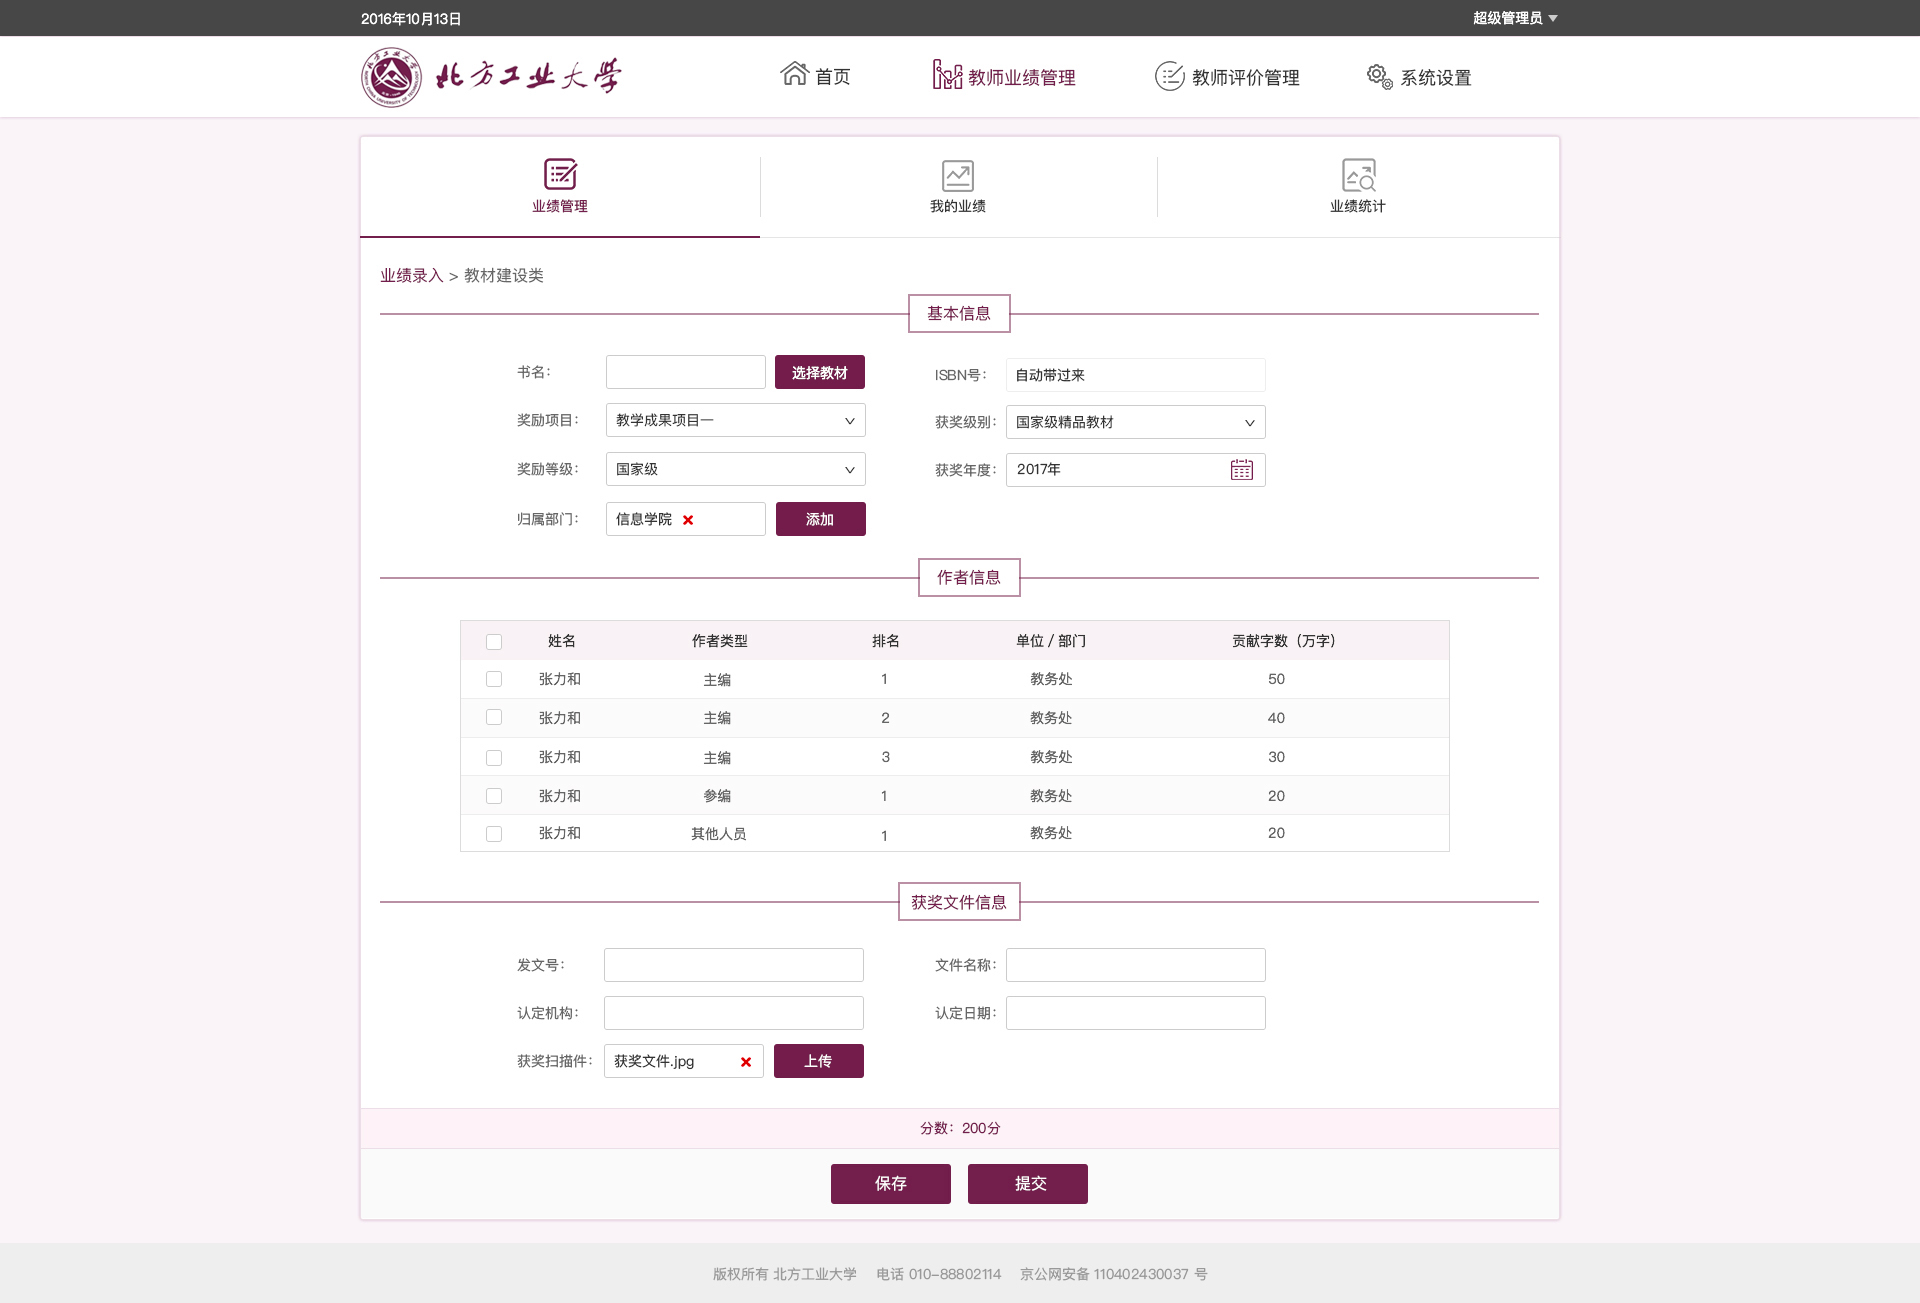 2016年10月13日 超级管理员
北方工业大学 首页 教师业绩管理 教师评价管理 系统设置
业绩管理 我的业绩 业绩统计
业绩录入 > 教材建设类
基本信息
书名： 选择教材 ISBN号： 自动带过来
奖励项目： 教学成果项目一 获奖级别： 国家级精品教材
奖励等级： 国家级 获奖年度： 2017年
归属部门： 信息学院 添加
作者信息
姓名 作者类型 排名 单位 / 部门 贡献字数（万字）
张力和 主编 1 教务处 50
张力和 主编 2 教务处 40
张力和 主编 3 教务处 30
张力和 参编 1 教务处 20
张力和 其他人员 1 教务处 20
获奖文件信息
发文号： 文件名称：
认定机构： 认定日期：
获奖扫描件： 获奖文件.jpg 上传
分数：200分
保存 提交
版权所有 北方工业大学 电话 010-88802114 京公网安备 110402430037 号